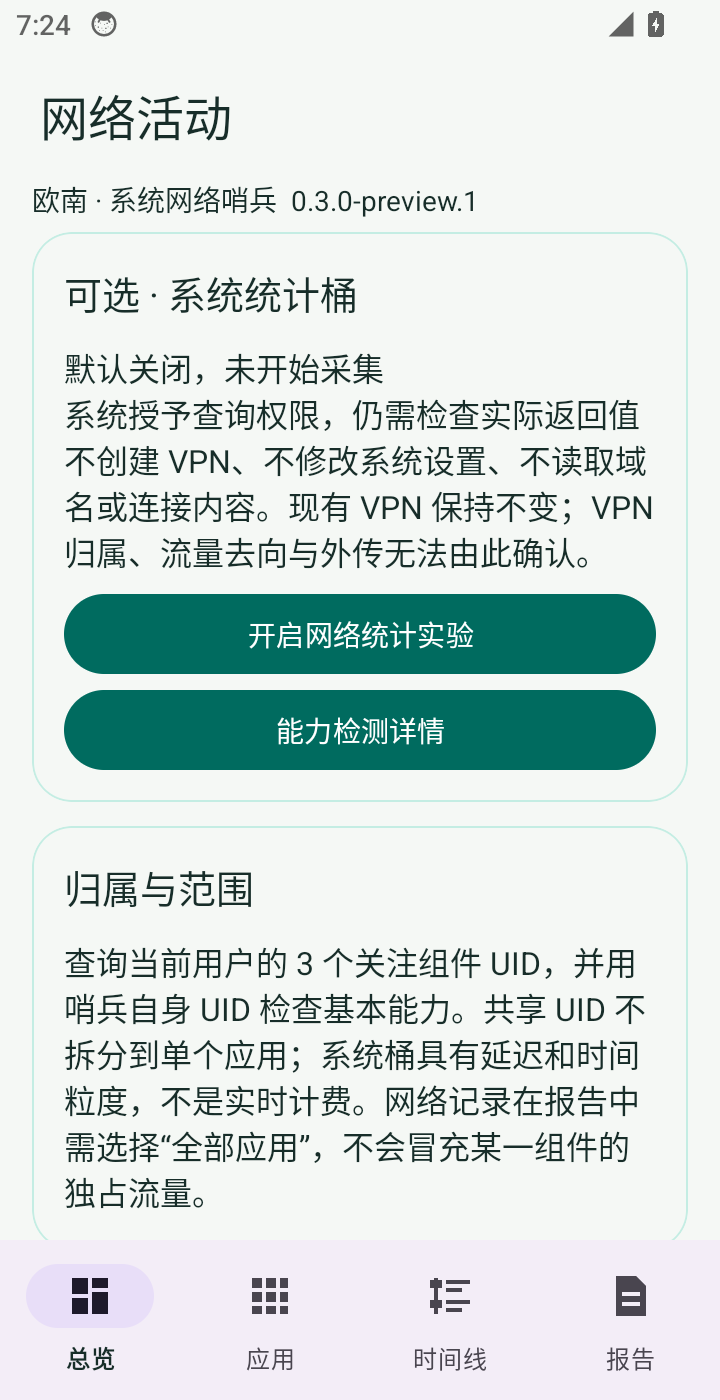 7:24
网络活动
欧南 · 系统网络哨兵 0.3.0-preview.1
可选 · 系统统计桶
默认关闭，未开始采集
系统授予查询权限，仍需检查实际返回值
不创建 VPN、不修改系统设置、不读取域
名或连接内容。现有 VPN 保持不变；VPN
归属、流量去向与外传无法由此确认。
开启网络统计实验
能力检测详情
归属与范围
查询当前用户的 3 个关注组件 UID，并用
哨兵自身 UID 检查基本能力。共享 UID 不
拆分到单个应用；系统桶具有延迟和时间
粒度，不是实时计费。网络记录在报告中
需选择“全部应用”，不会冒充某一组件的
独占流量。
总览
应用
时间线
报告